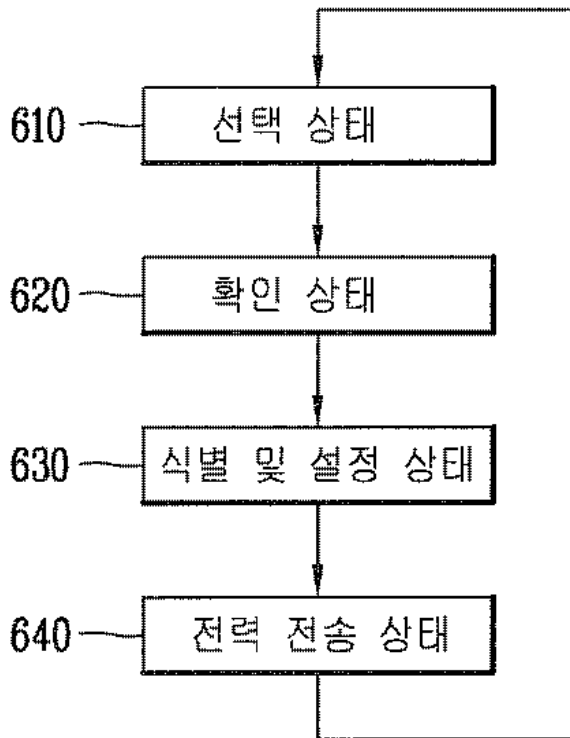 610 선택 상태
620 확인 상태
630 식별 및 설정 상태
640 전력 전송 상태